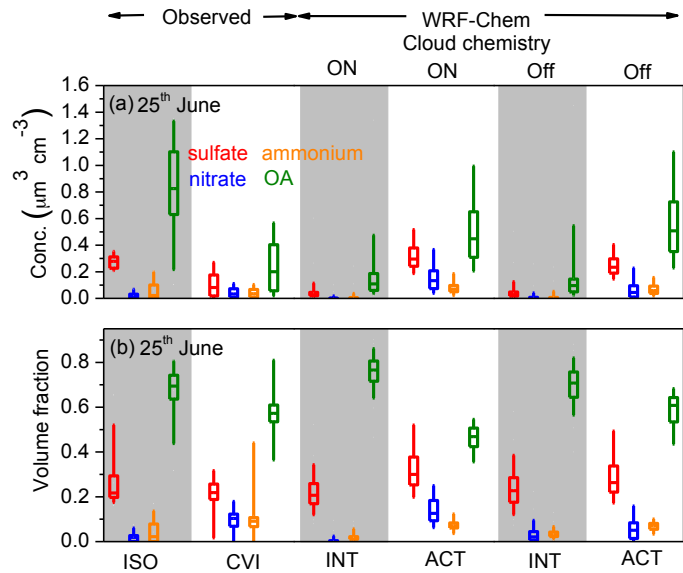 Observed WRF-Chem
Cloud chemistry
ON ON Off Off
1.6
1.4
1.2
1.0
0.8
0.6
0.4
0.2
0.0
Conc. (μm³ cm⁻³)
(a) 25th June
sulfate ammonium
nitrate OA
0.8
0.6
0.4
0.2
0.0
Volume fraction
(b) 25th June
ISO CVI INT ACT INT ACT